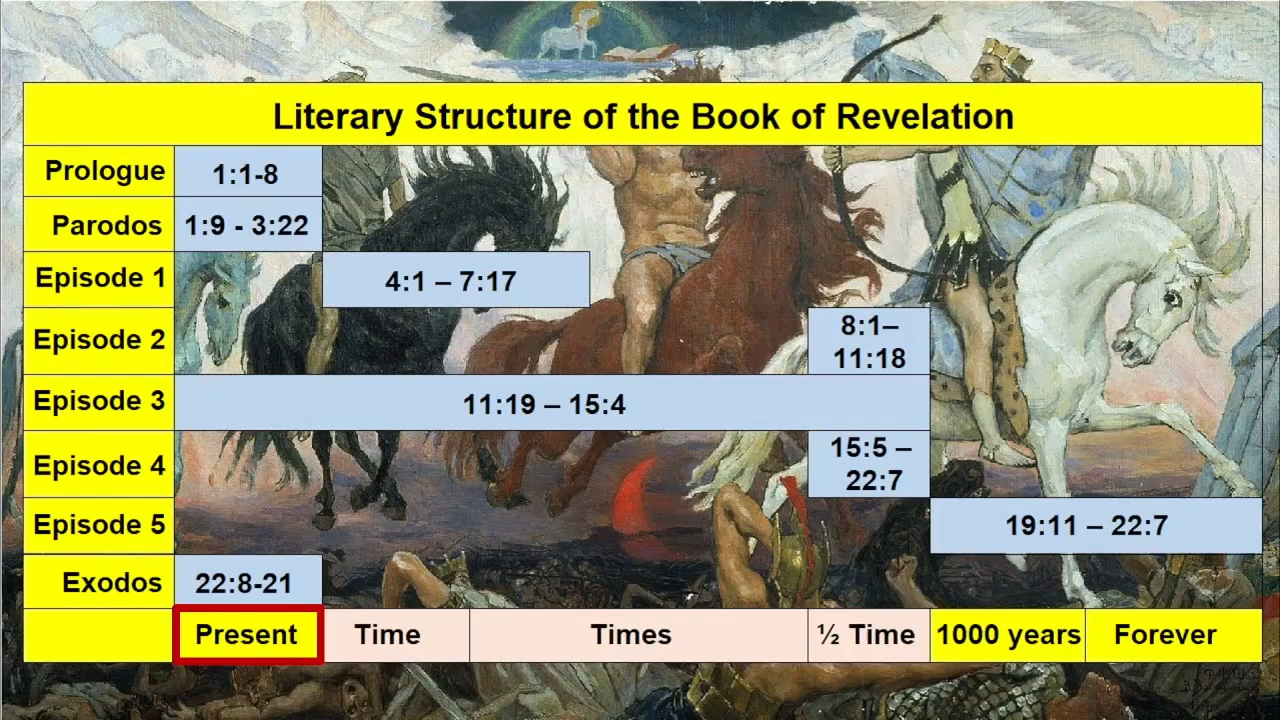 Literary Structure of the Book of Revelation
Prologue 1:1-8
Parodos 1:9 - 3:22
Episode 1 4:1 – 7:17
Episode 2 8:1–
11:18
Episode 3 11:19 – 15:4
Episode 4 15:5 –
22:7
Episode 5 19:11 – 22:7
Exodos 22:8-21
Present Time Times ½ Time 1000 years Forever